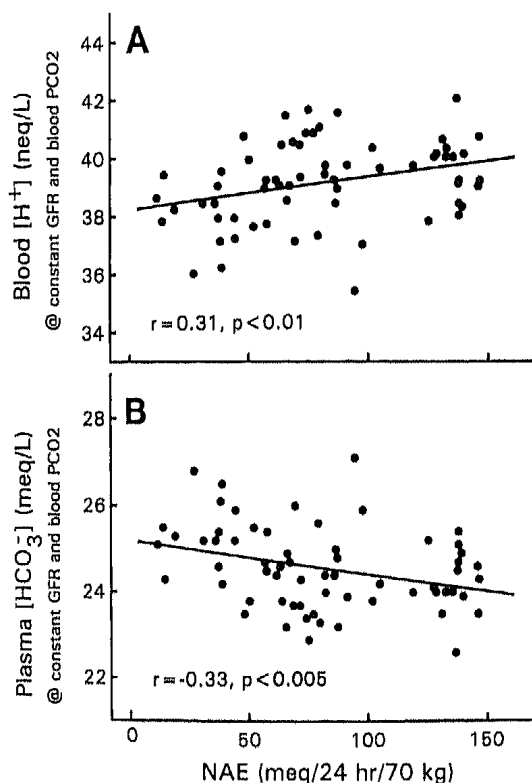 A
Blood [H+] (neq/L)
@ constant GFR and blood PCO2
44
42
40
38
36
34
r=0.31, p<0.01
B
Plasma [HCO3-] (meq/L)
@ constant GFR and blood PCO2
28
26
24
22
r=-0.33, p<0.005
0
50
100
150
NAE (meq/24 hr/70 kg)